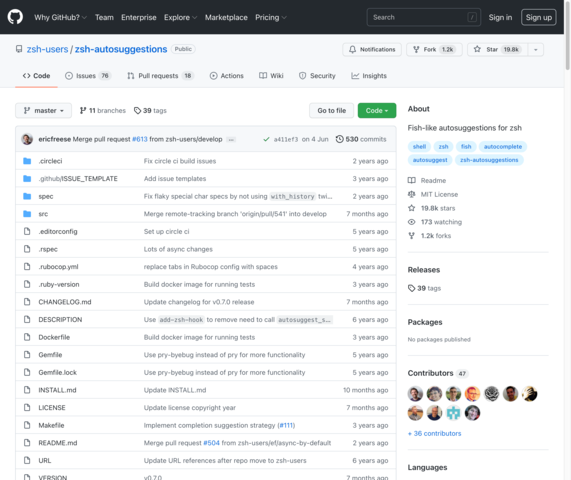 Why GitHub? Team Enterprise Explore Marketplace Pricing Search / Sign in Sign up
zsh-users / zsh-autosuggestions Public Notifications Fork 1.2k Star 19.8k
Code Issues 76 Pull requests 18 Actions Wiki Security Insights
master 11 branches 39 tags Go to file Code
ericfreese Merge pull request #613 from zsh-users/develop ... a411ef3 on 4 Jun 530 commits
.circleci Fix circle ci build issues 2 years ago
.github/ISSUE_TEMPLATE Add issue templates 3 years ago
spec Fix flaky special char specs by not using with_history twi... 2 years ago
src Merge remote-tracking branch 'origin/pull/541' into develop 7 months ago
.editorconfig Set up circle ci 5 years ago
.rspec Lots of async changes 5 years ago
.rubocop.yml replace tabs in Rubocop config with spaces 4 years ago
.ruby-version Build docker image for running tests 3 years ago
CHANGELOG.md Update changelog for v0.7.0 release 7 months ago
DESCRIPTION Use add-zsh-hook to remove need to call autosuggest_s... 6 years ago
Dockerfile Build docker image for running tests 3 years ago
Gemfile Use pry-byebug instead of pry for more functionality 5 years ago
Gemfile.lock Use pry-byebug instead of pry for more functionality 5 years ago
INSTALL.md Update INSTALL.md 10 months ago
LICENSE Update license copyright year 7 months ago
Makefile Implement completion suggestion strategy (#111) 3 years ago
README.md Merge pull request #504 from zsh-users/ef/async-by-default 2 years ago
URL Update URL references after repo move to zsh-users 6 years ago
VERSION v0.7.0 7 months ago
About
Fish-like autosuggestions for zsh
shell zsh fish autocomplete
autosuggest zsh-autosuggestions
Readme
MIT License
19.8k stars
173 watching
1.2k forks
Releases
39 tags
Packages
No packages published
Contributors 47
+ 36 contributors
Languages